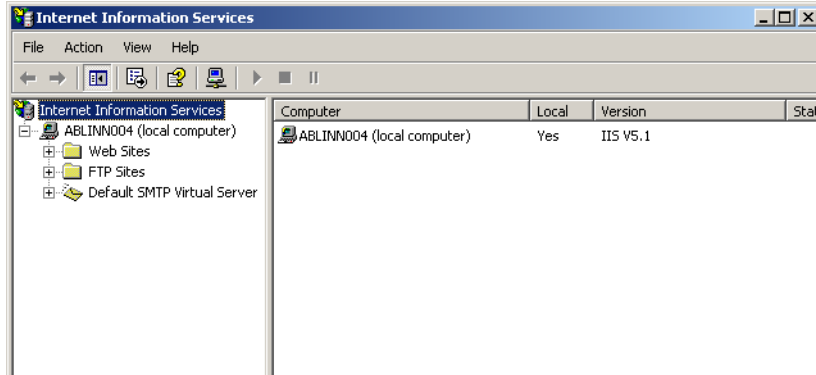 Internet Information Services
File Action View Help
Internet Information Services
ABLINN004 (local computer)
Web Sites
FTP Sites
Default SMTP Virtual Server
Computer Local Version Stat
ABLINN004 (local computer) Yes IIS V5.1